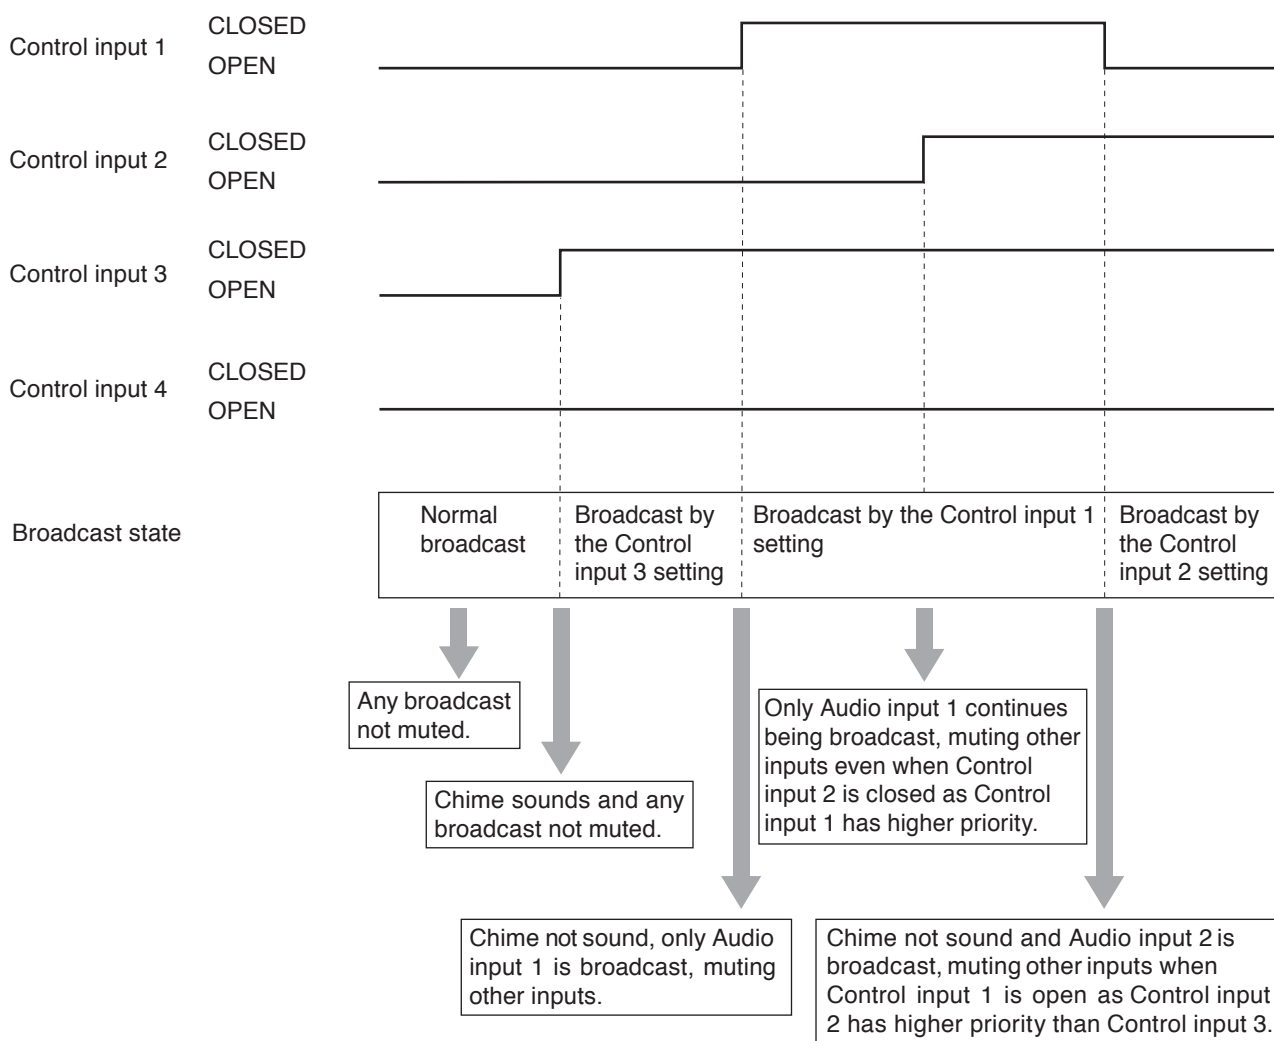 CLOSED
Control input 1
OPEN
CLOSED
Control input 2
OPEN
CLOSED
Control input 3
OPEN
CLOSED
Control input 4
OPEN
Broadcast state
Normal
broadcast
Broadcast by
the Control
input 3 setting
Broadcast by the Control input 1
setting
Broadcast by
the Control
input 2 setting
Any broadcast
not muted.
Chime sounds and any
broadcast not muted.
Only Audio input 1 continues
being broadcast, muting other
inputs even when Control
input 2 is closed as Control
input 1 has higher priority.
Chime not sound, only Audio
input 1 is broadcast, muting
other inputs.
Chime not sound and Audio input 2 is
broadcast, muting other inputs when
Control input 1 is open as Control input
2 has higher priority than Control input 3.